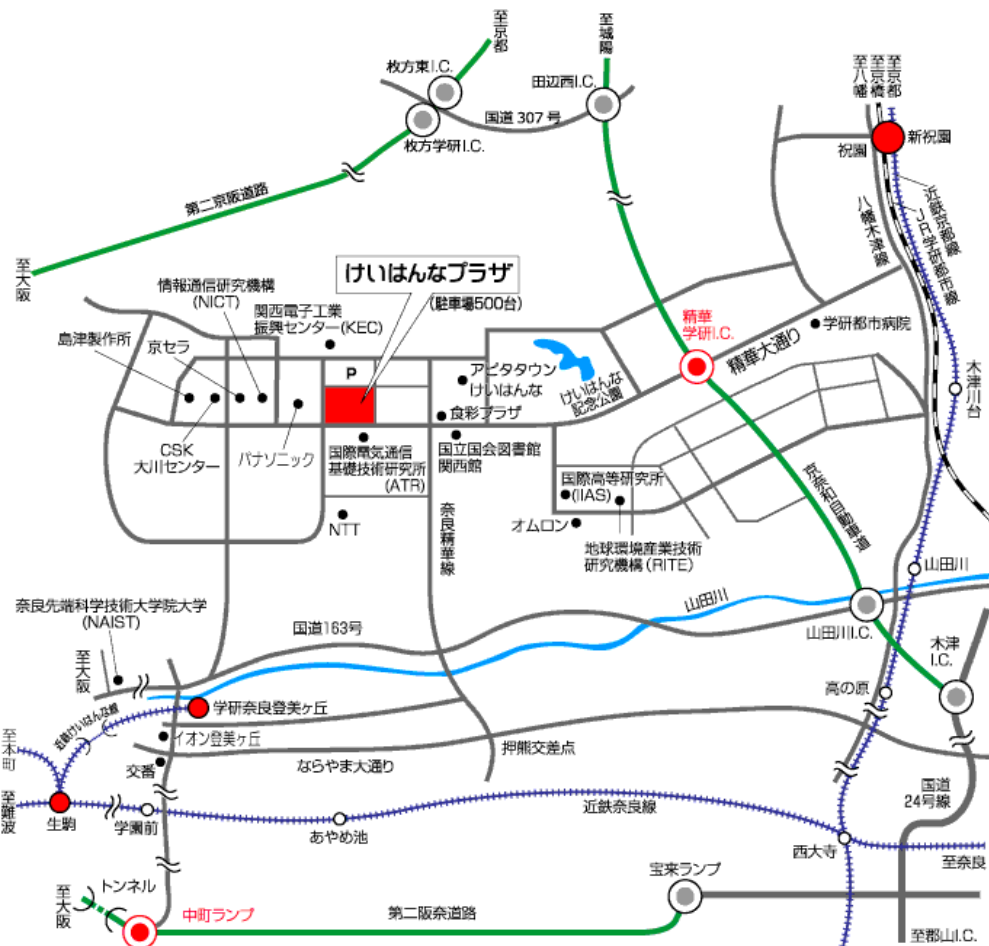 至京都
至城陽
枚方東I.C.
田辺西I.C.
国道307号
枚方学研I.C.
至京都
至京橋
至八幡
新祝園
祝園
第二京阪道路
至大阪
近鉄京都線
JR学研都市線
八幡木津線
けいはんなプラザ
(駐車場500台)
情報通信研究機構
(NICT)
関西電子工業
振興センター(KEC)
島津製作所
京セラ
P
アピタタウン
けいはんな
けいはんな
記念公園
精華
学研I.C.
精華大通り
学研都市病院
木津川台
食彩プラザ
CSK
大川センター
パナソニック
国際電気通信
基礎技術研究所
(ATR)
国立国会図書館
関西館
国際高等研究所
(IIAS)
京奈和自動車道
NTT
奈良精華線
オムロン
地球環境産業技術
研究機構(RITE)
山田川
山田川
奈良先端科学技術大学院大学
(NAIST)
国道163号
山田川I.C.
木津
I.C.
至大阪
高の原
学研奈良登美ヶ丘
近鉄けいはんな線
イオン登美ヶ丘
至本町
交番
ならやま大通り
押熊交差点
国道
24号線
至難波
生駒
学園前
あやめ池
近鉄奈良線
西大寺
至奈良
宝来ランプ
トンネル
至大阪
中町ランプ
第二阪奈道路
至郡山I.C.